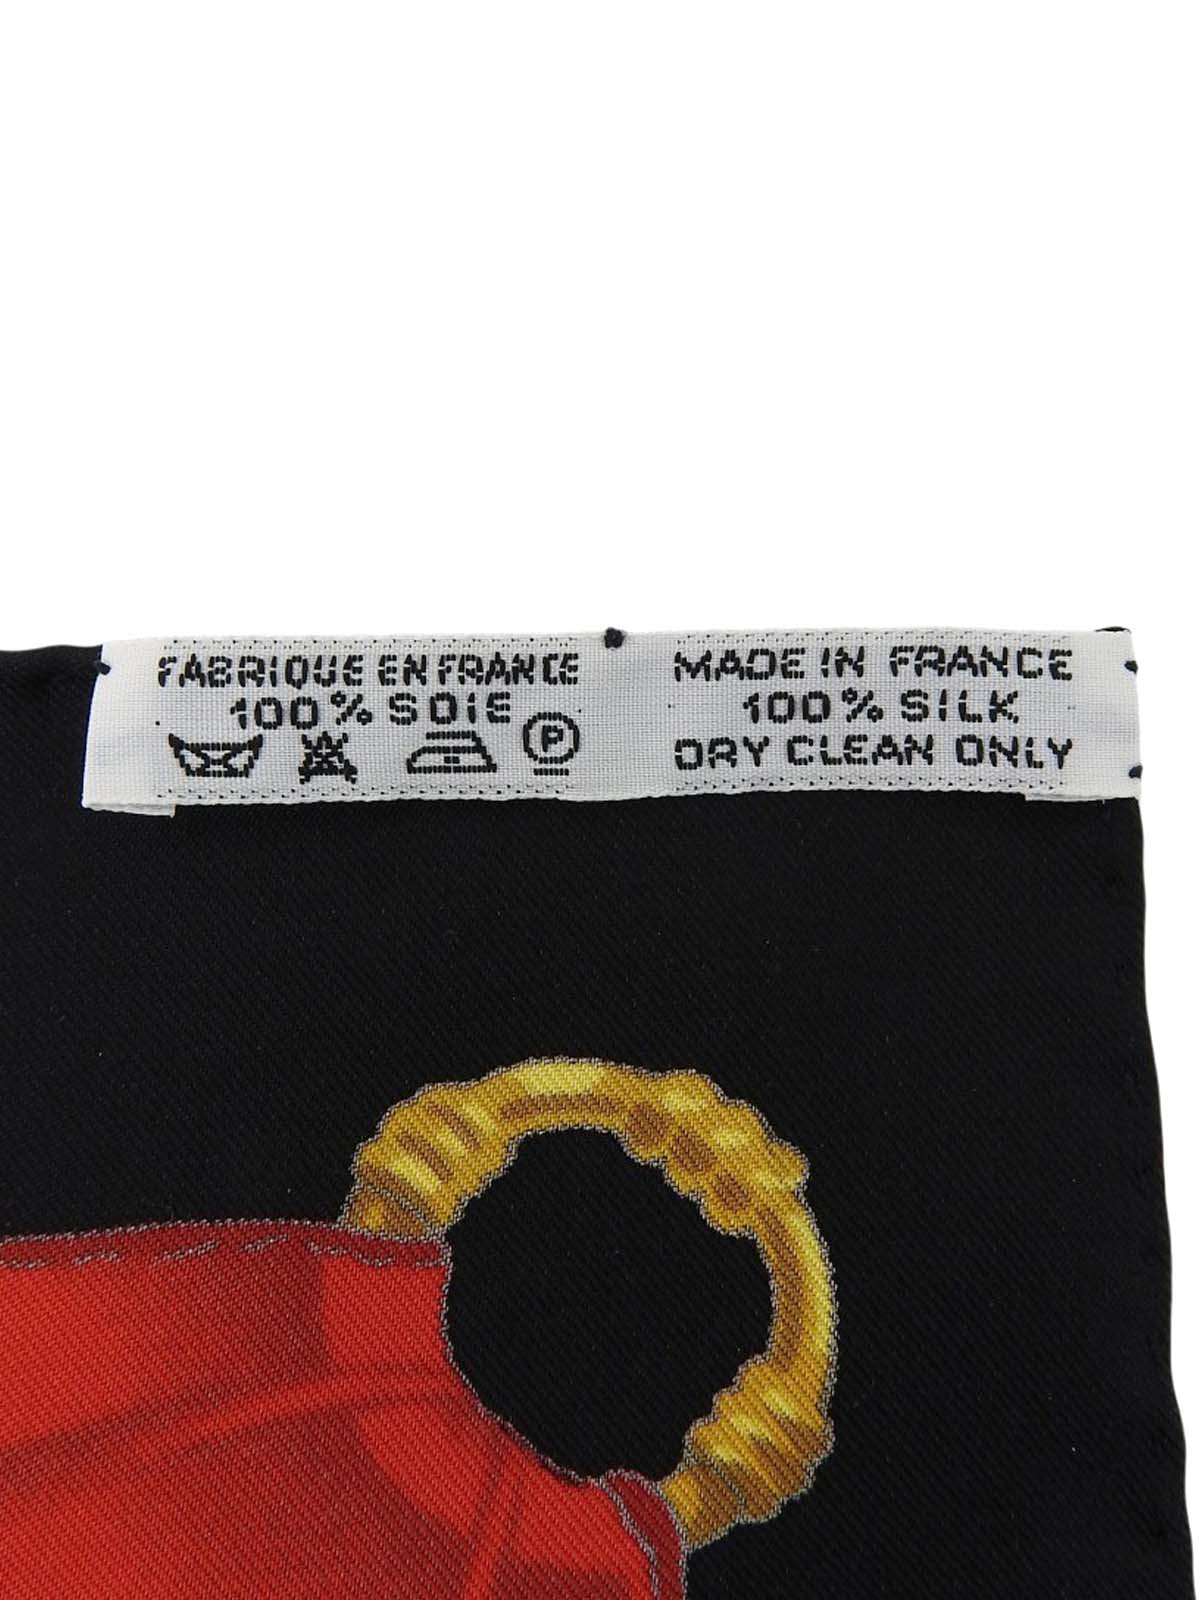 FABRIQUE EN FRANCE
100% SOIE
P
MADE IN FRANCE
100% SILK
DRY CLEAN ONLY